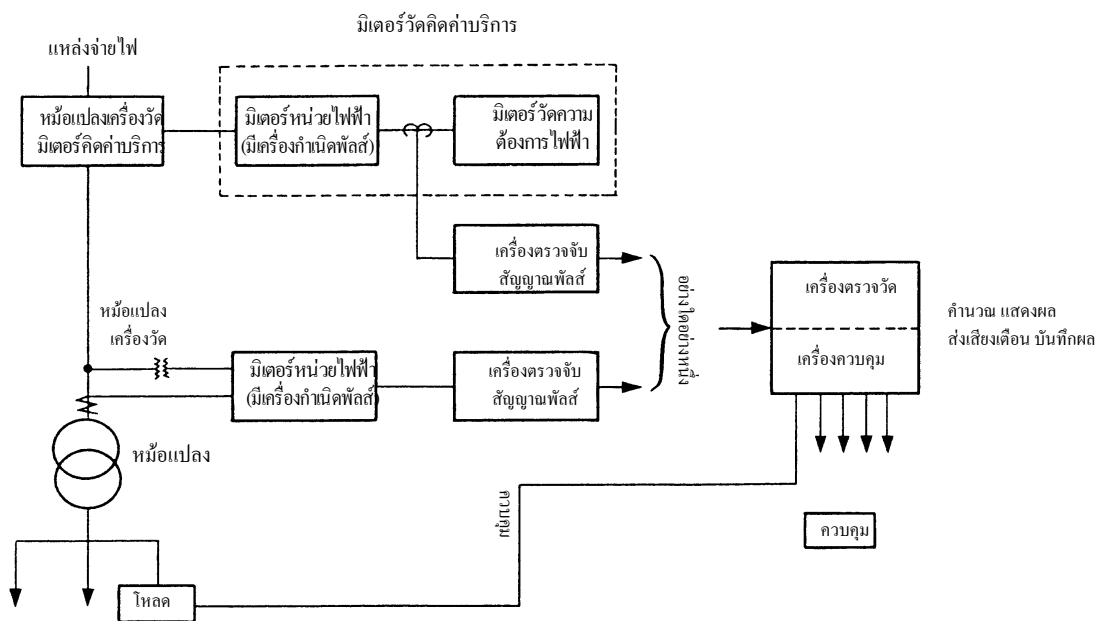 มิเตอร์วัดคิดค่าบริการ
แหล่งจ่ายไฟ
หม้อแปลงเครื่องวัด
มิเตอร์คิดค่าบริการ
มิเตอร์หน่วยไฟฟ้า
(มีเครื่องกำเนิดพัลส์)
มิเตอร์วัดความ
ต้องการไฟฟ้า
เครื่องตรวจจับ
สัญญาณพัลส์
อย่างใดอย่างหนึ่ง
เครื่องตรวจวัด
เครื่องควบคุม
คำนวณ แสดงผล
ส่งเสียงเตือน บันทึกผล
หม้อแปลง
เครื่องวัด
มิเตอร์หน่วยไฟฟ้า
(มีเครื่องกำเนิดพัลส์)
เครื่องตรวจจับ
สัญญาณพัลส์
หม้อแปลง
ควบคุม
ควบคุม
โหลด